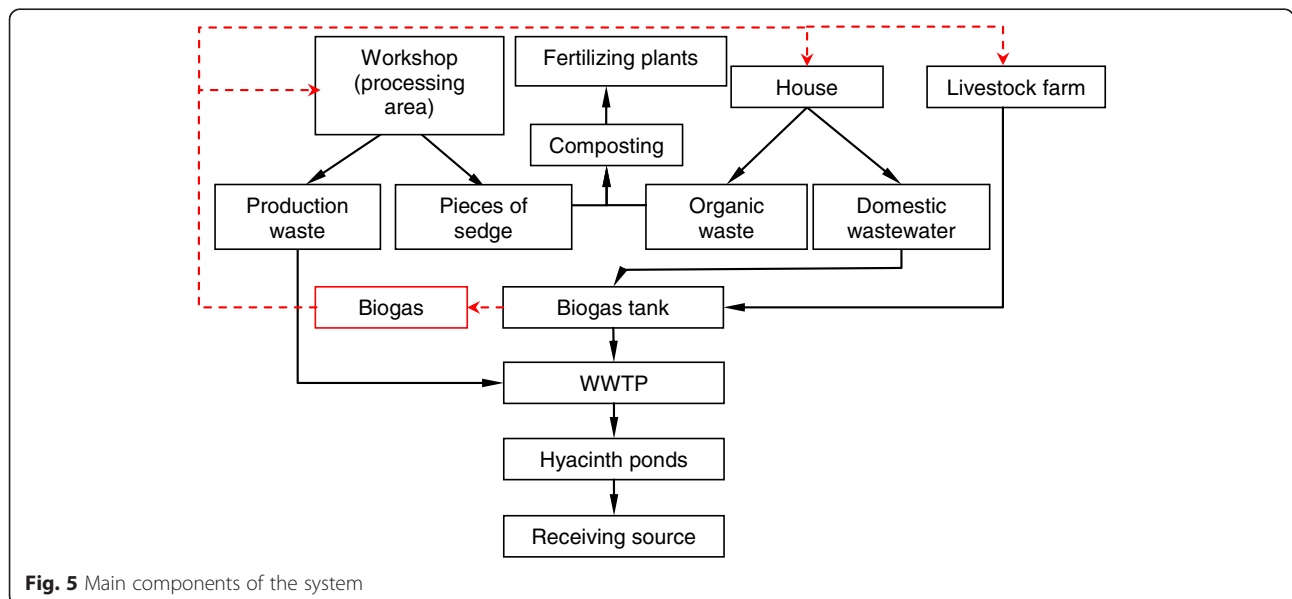 Workshop
(processing
area)
Fertilizing plants
House
Livestock farm
Composting
Production
waste
Pieces of
sedge
Organic
waste
Domestic
wastewater
Biogas
Biogas tank
WWTP
Hyacinth ponds
Receiving source
Fig. 5 Main components of the system